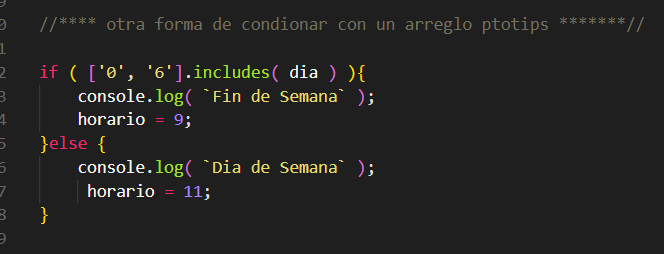 //**** otra forma de condionar con un arreglo ptotips *******//
if ( ['0', '6'].includes( dia ) ){
console.log( `Fin de Semana` );
horario = 9;
}else {
console.log( `Dia de Semana` );
horario = 11;
}